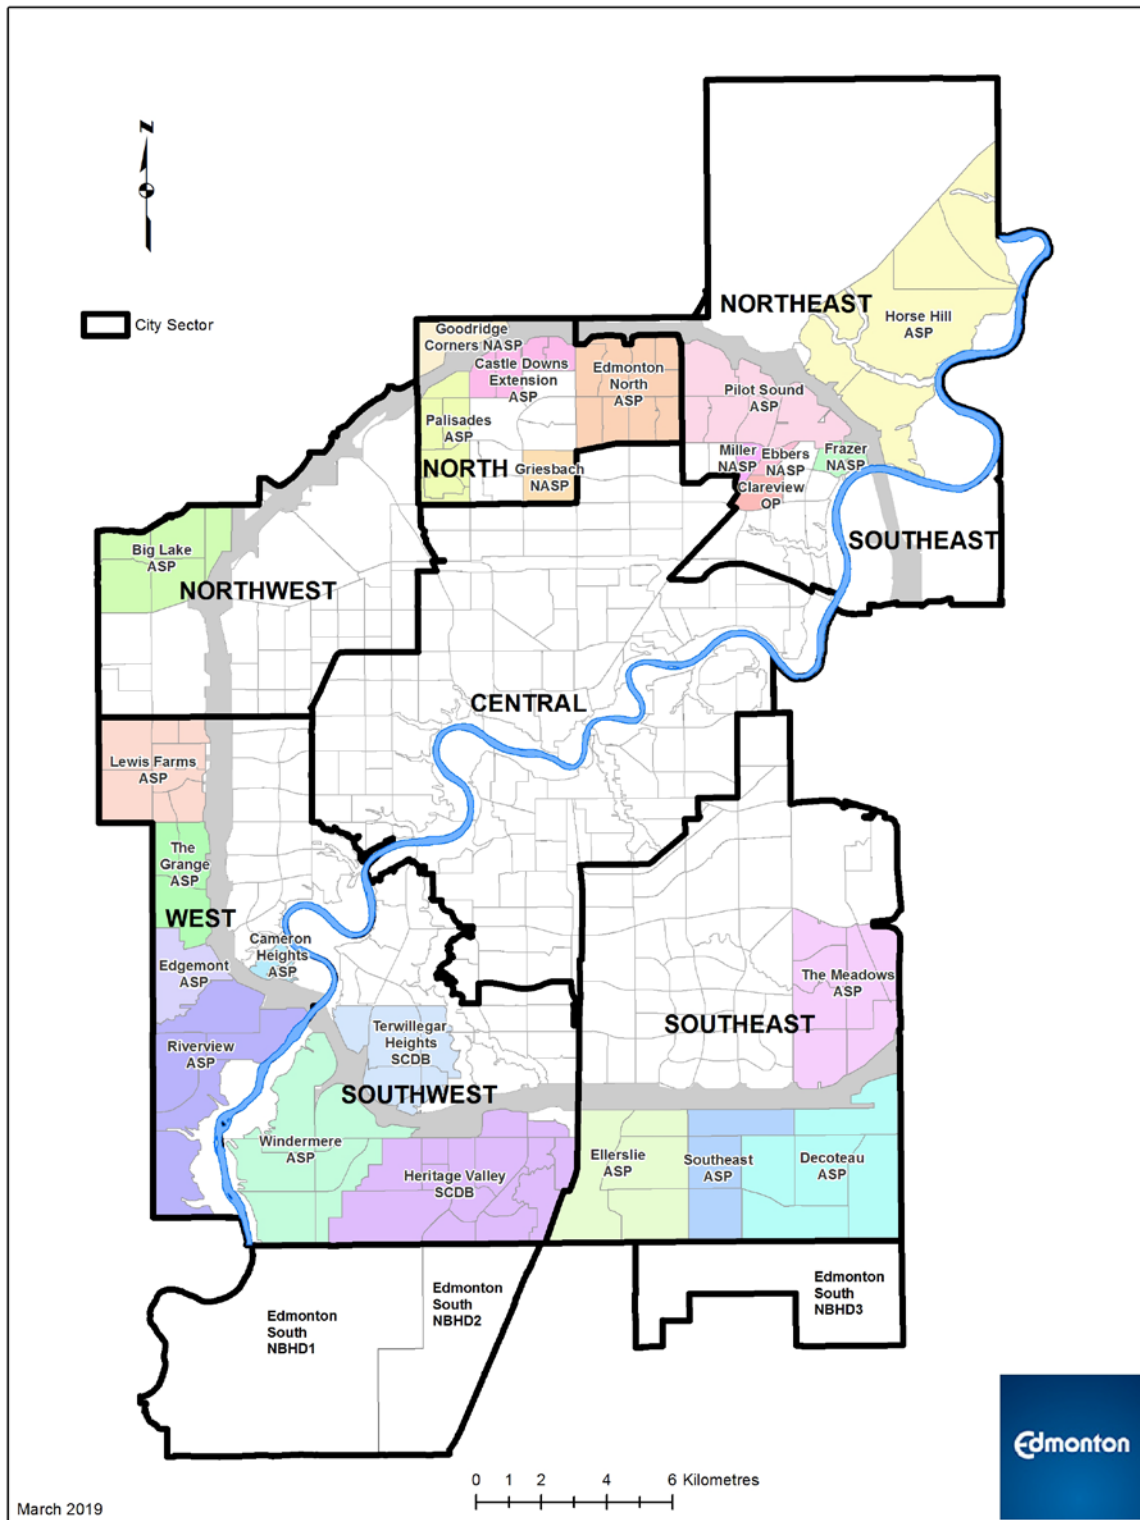 N
City Sector
NORTHEAST
Horse Hill
ASP
Goodridge
Corners NASP
Castle Downs
Extension
ASP
Edmonton
North
ASP
Pilot Sound
ASP
Palisades
ASP
NORTH
Griesbach
NASP
Miller
NASP
Ebbers
NASP
Frazer
NASP
Clareview
OP
SOUTHEAST
Big Lake
ASP
NORTHWEST
CENTRAL
Lewis Farms
ASP
The
Grange
ASP
WEST
Cameron
Heights
ASP
Edgemont
ASP
The Meadows
ASP
Riverview
ASP
Terwillegar
Heights
SCDB
SOUTHEAST
SOUTHWEST
Windermere
ASP
Heritage Valley
SCDB
Ellerslie
ASP
Southeast
ASP
Decoteau
ASP
Edmonton
South
NBHD1
Edmonton
South
NBHD2
Edmonton
South
NBHD3
0 1 2 4 6 Kilometres
March 2019
Edmonton